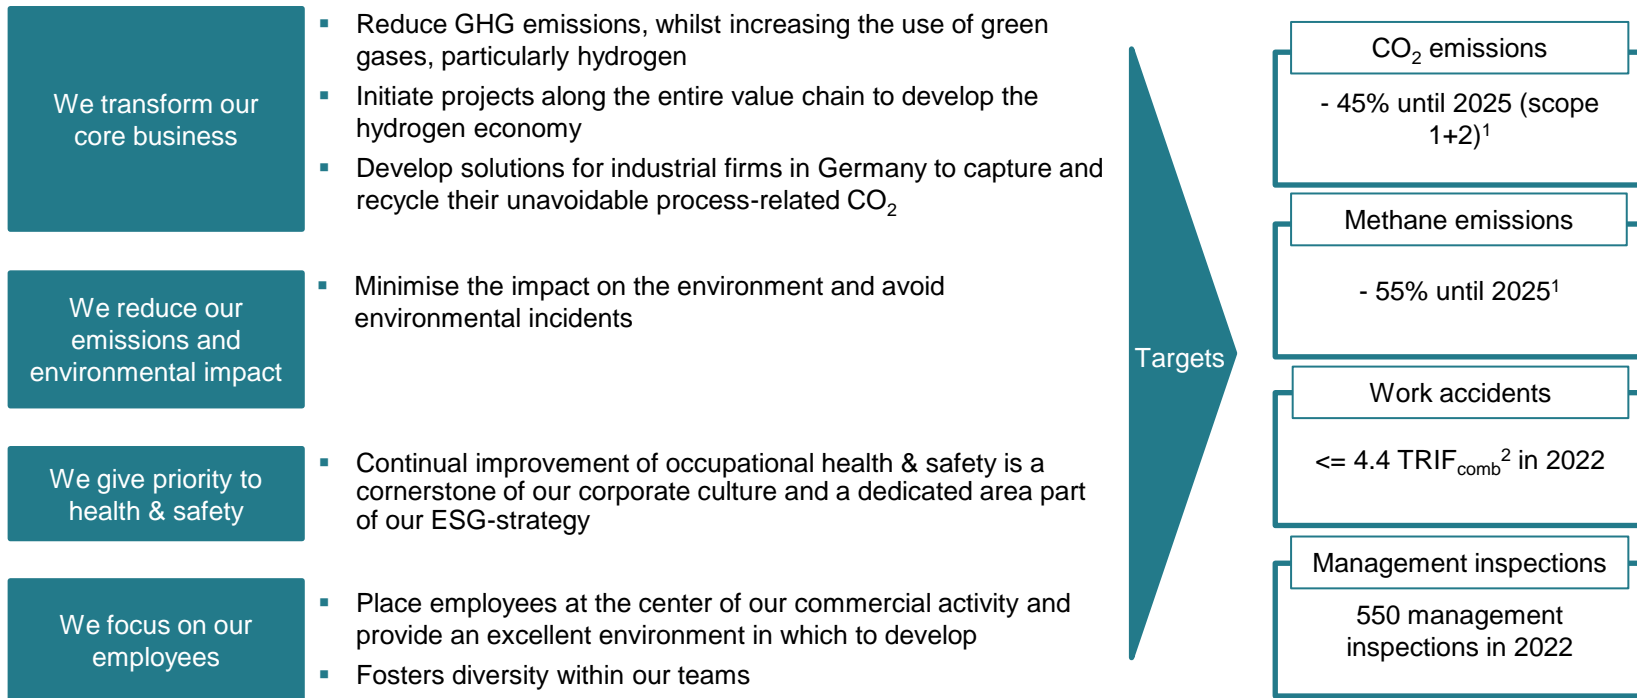 We transform our
core business
▪ Reduce GHG emissions, whilst increasing the use of green
gases, particularly hydrogen
▪ Initiate projects along the entire value chain to develop the
hydrogen economy
▪ Develop solutions for industrial firms in Germany to capture and
recycle their unavoidable process-related CO₂
We reduce our
emissions and
environmental impact
▪ Minimise the impact on the environment and avoid
environmental incidents
We give priority to
health & safety
▪ Continual improvement of occupational health & safety is a
cornerstone of our corporate culture and a dedicated area part
of our ESG-strategy
We focus on our
employees
▪ Place employees at the center of our commercial activity and
provide an excellent environment in which to develop
▪ Fosters diversity within our teams
Targets
CO₂ emissions
- 45% until 2025 (scope
1+2)¹
Methane emissions
- 55% until 2025¹
Work accidents
<= 4.4 TRIFcomb² in 2022
Management inspections
550 management
inspections in 2022